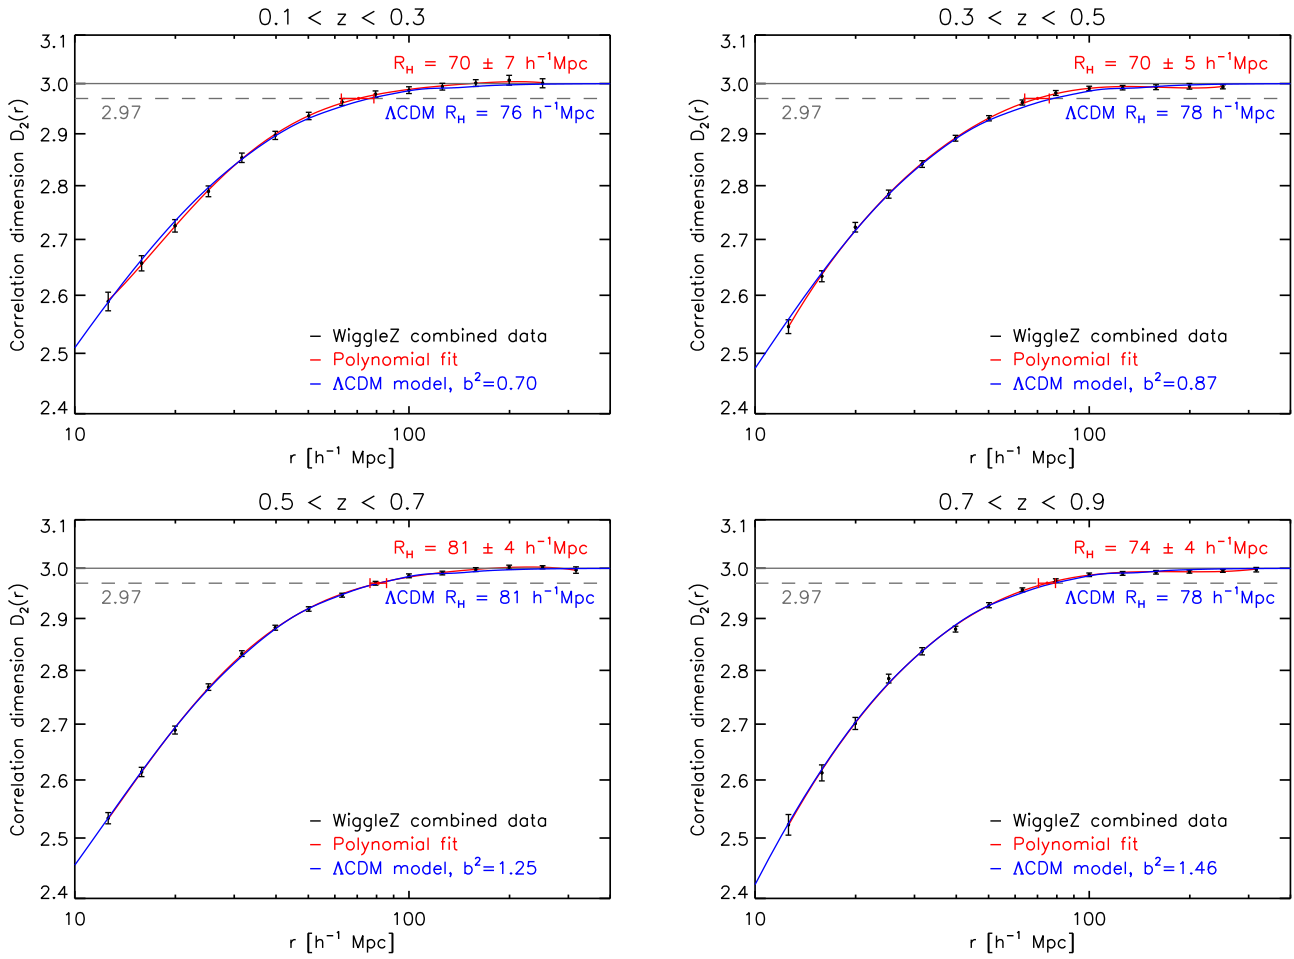 0.1 < z < 0.3
3.1
3.0
2.9
2.8
2.7
2.6
2.5
2.4
Correlation dimension D₂(r)
R_H = 70 ± 7 h⁻¹Mpc
2.97
ΛCDM R_H = 76 h⁻¹Mpc
WiggleZ combined data
Polynomial fit
ΛCDM model, b²=0.70
10
100
r [h⁻¹ Mpc]
0.3 < z < 0.5
3.1
3.0
2.9
2.8
2.7
2.6
2.5
2.4
Correlation dimension D₂(r)
R_H = 70 ± 5 h⁻¹Mpc
2.97
ΛCDM R_H = 78 h⁻¹Mpc
WiggleZ combined data
Polynomial fit
ΛCDM model, b²=0.87
10
100
r [h⁻¹ Mpc]
0.5 < z < 0.7
3.1
3.0
2.9
2.8
2.7
2.6
2.5
2.4
Correlation dimension D₂(r)
R_H = 81 ± 4 h⁻¹Mpc
2.97
ΛCDM R_H = 81 h⁻¹Mpc
WiggleZ combined data
Polynomial fit
ΛCDM model, b²=1.25
10
100
r [h⁻¹ Mpc]
0.7 < z < 0.9
3.1
3.0
2.9
2.8
2.7
2.6
2.5
2.4
Correlation dimension D₂(r)
R_H = 74 ± 4 h⁻¹Mpc
2.97
ΛCDM R_H = 78 h⁻¹Mpc
WiggleZ combined data
Polynomial fit
ΛCDM model, b²=1.46
10
100
r [h⁻¹ Mpc]